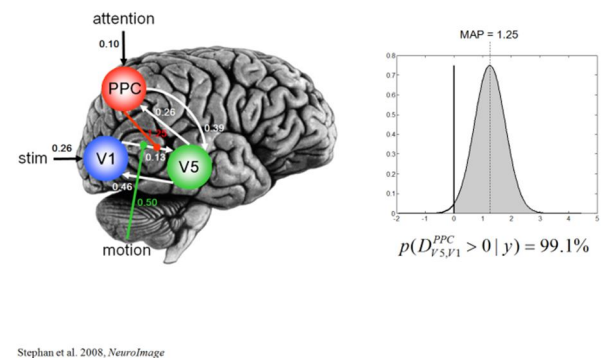 attention
0.10
PPC
0.26
0.39
1.25
stim
0.26
V1
0.13
V5
0.46
0.50
motion
MAP = 1.25
0.8
0.7
0.6
0.5
0.4
0.3
0.2
0.1
0
-2 -1 0 1 2 3 4 5
p(D^{PPC}_{V5,V1} > 0 | y) = 99.1%
Stephan et al. 2008, NeuroImage